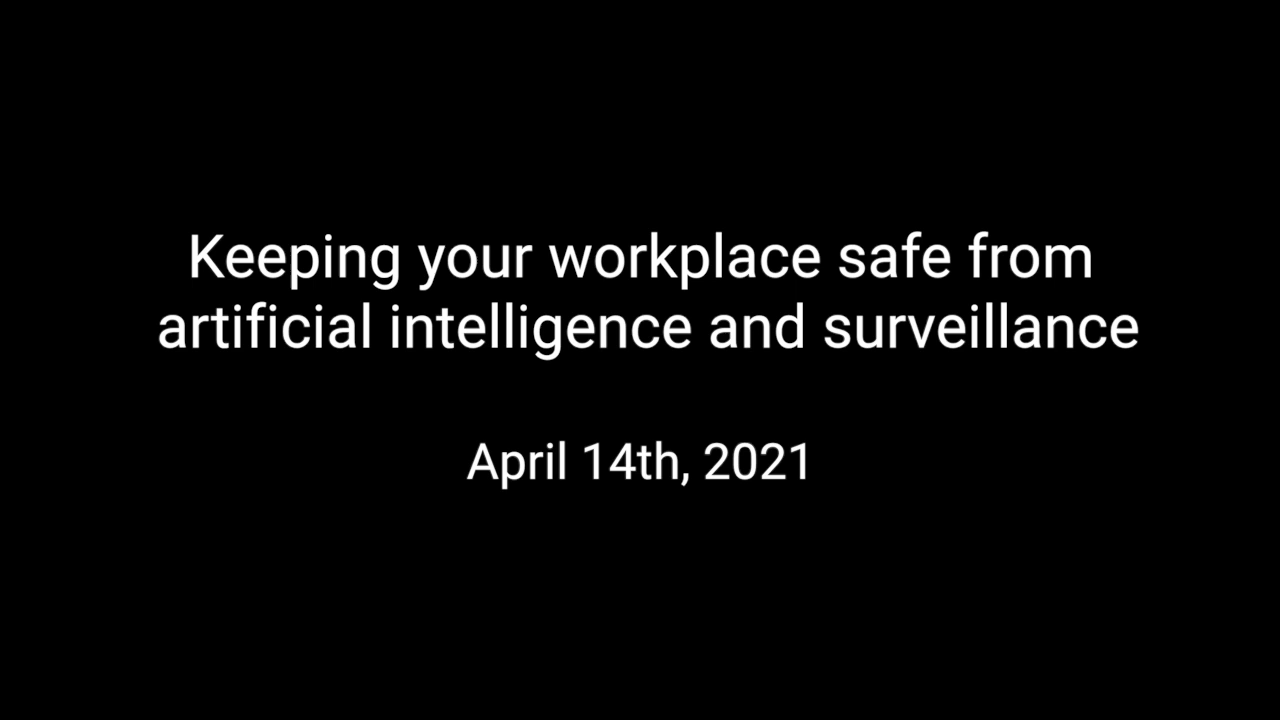 Keeping your workplace safe from
artificial intelligence and surveillance
April 14th, 2021